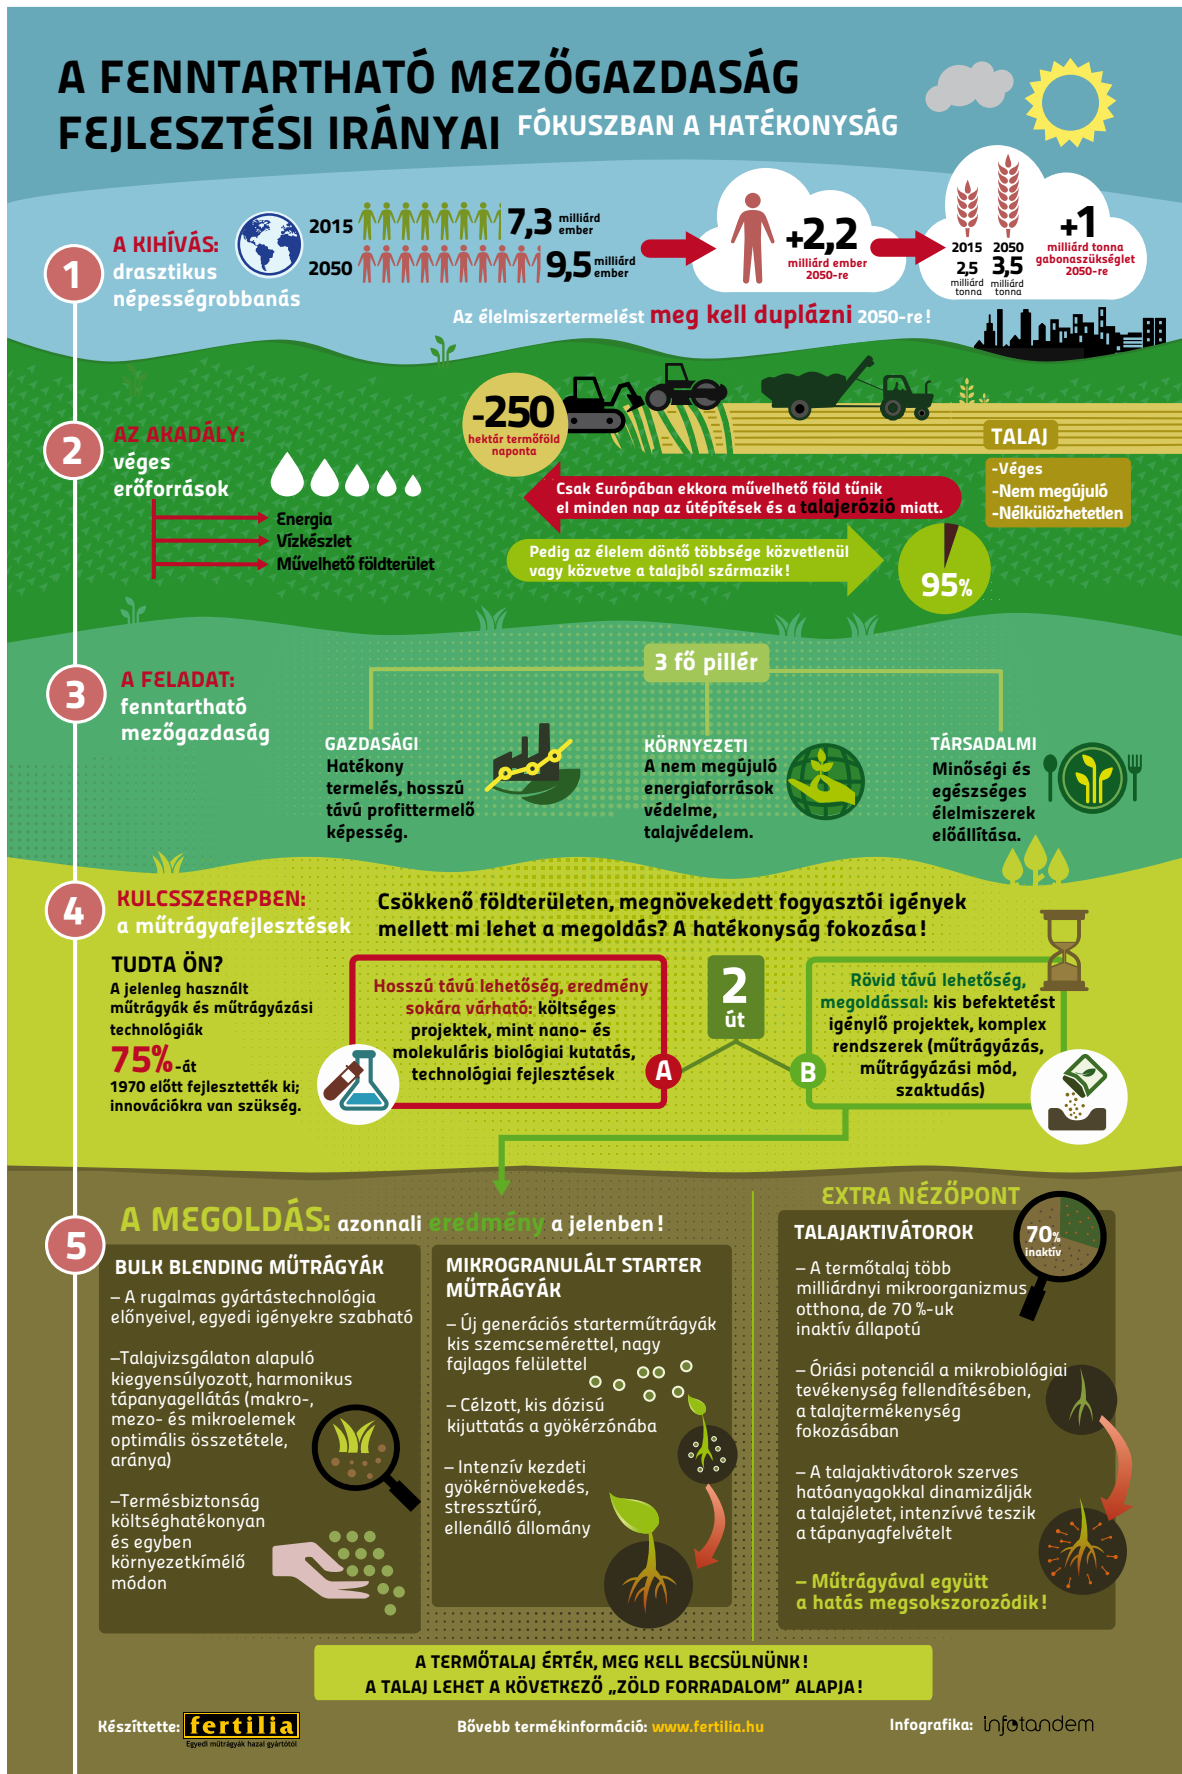 A FENNTARTHATÓ MEZŐGAZDASÁG
FEJLESZTÉSI IRÁNYAI FÓKUSZBAN A HATÉKONYSÁG
1
A KIHÍVÁS:
drasztikus
népességrobbanás
2015
7,3 milliárd
ember
2050
9,5 milliárd
ember
+2,2
milliárd ember
2050-re
2015 2050
2,5 3,5
milliárd milliárd
tonna tonna
+1
milliárd tonna
gabonaszükséglet
2050-re
Az élelmiszertermelést meg kell duplázni 2050-re!
2
AZ AKADÁLY:
véges
erőforrások
Energia
Vízkészlet
Művelhető földterület
-250
hektár termőföld
naponta
TALAJ
-Véges
-Nem megújuló
-Nélkülözhetetlen
Csak Európában ekkora művelhető föld tűnik
el minden nap az útépítések és a talajerózió miatt.
Pedig az élelem döntő többsége közvetlenül
vagy közvetve a talajból származik!
95%
3
A FELADAT:
fenntartható
mezőgazdaság
3 fő pillér
GAZDASÁGI
Hatékony
termelés, hosszú
távú profittermelő
képesség.
KÖRNYEZETI
A nem megújuló
energiaforrások
védelme,
talajvédelem.
TÁRSADALMI
Minőségi és
egészséges
élelmiszerek
előállítása.
4
KULCSSZEREPBEN:
a műtrágyafejlesztések
Csökkenő földterületen, megnövekedett fogyasztói igények
mellett mi lehet a megoldás? A hatékonyság fokozása!
TUDTA ÖN?
A jelenleg használt
műtrágyák és műtrágyázási
technológiák
75%-át
1970 előtt fejlesztették ki;
innovációkra van szükség.
Hosszú távú lehetőség, eredmény
sokára várható: költséges
projektek, mint nano- és
molekuláris biológiai kutatás,
technológiai fejlesztések
A
2
út
B
Rövid távú lehetőség,
megoldással: kis befektetést
igénylő projektek, komplex
rendszerek (műtrágyázás,
műtrágyázási mód,
szaktudás)
5
A MEGOLDÁS: azonnali eredmény a jelenben!
BULK BLENDING MŰTRÁGYÁK
– A rugalmas gyártástechnológia
előnyeivel, egyedi igényekre szabható
–Talajvizsgálaton alapuló
kiegyensúlyozott, harmonikus
tápanyagellátás (makro-,
mezo- és mikroelemek
optimális összetétele,
aránya)
–Termésbiztonság
költséghatékonyan
és egyben
környezetkímélő
módon
MIKROGRANULÁLT STARTER
MŰTRÁGYÁK
– Új generációs starterműtrágyák
kis szemcsemérettel, nagy
fajlagos felülettel
– Célzott, kis dózisú
kijuttatás a gyökérzónába
– Intenzív kezdeti
gyökérnövekedés,
stressztűrő,
ellenálló állomány
EXTRA NÉZŐPONT
TALAJAKTIVÁTOROK
70%
inaktív
– A termőtalaj több
milliárdnyi mikroorganizmus
otthona, de 70 %-uk
inaktív állapotú
– Óriási potenciál a mikrobiológiai
tevékenység fellendítésében,
a talajtermékenység
fokozásában
– A talajaktivátorok szerves
hatóanyagokkal dinamizálják
a talajéletet, intenzívvé teszik
a tápanyagfelvételt
– Műtrágyával együtt
a hatás megsokszorozódik!
A TERMŐTALAJ ÉRTÉK, MEG KELL BECSÜLNÜNK!
A TALAJ LEHET A KÖVETKEZŐ „ZÖLD FORRADALOM” ALAPJA!
Készíttette: fertilia
Egyedi műtrágyák hazai gyártótól
Bővebb termékinformáció: www.fertilia.hu
Infografika: infotandem